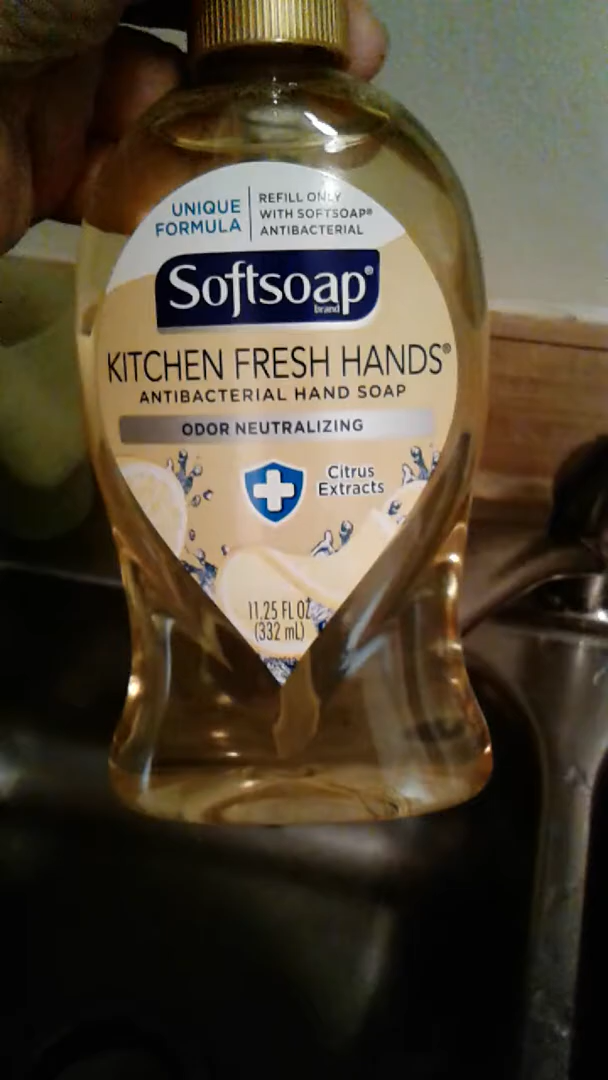 UNIQUE
FORMULA
REFILL ONLY
WITH SOFTSOAP®
ANTIBACTERIAL
Softsoap®
brand
KITCHEN FRESH HANDS®
ANTIBACTERIAL HAND SOAP
ODOR NEUTRALIZING
Citrus
Extracts
11.25 FL OZ
(332 mL)